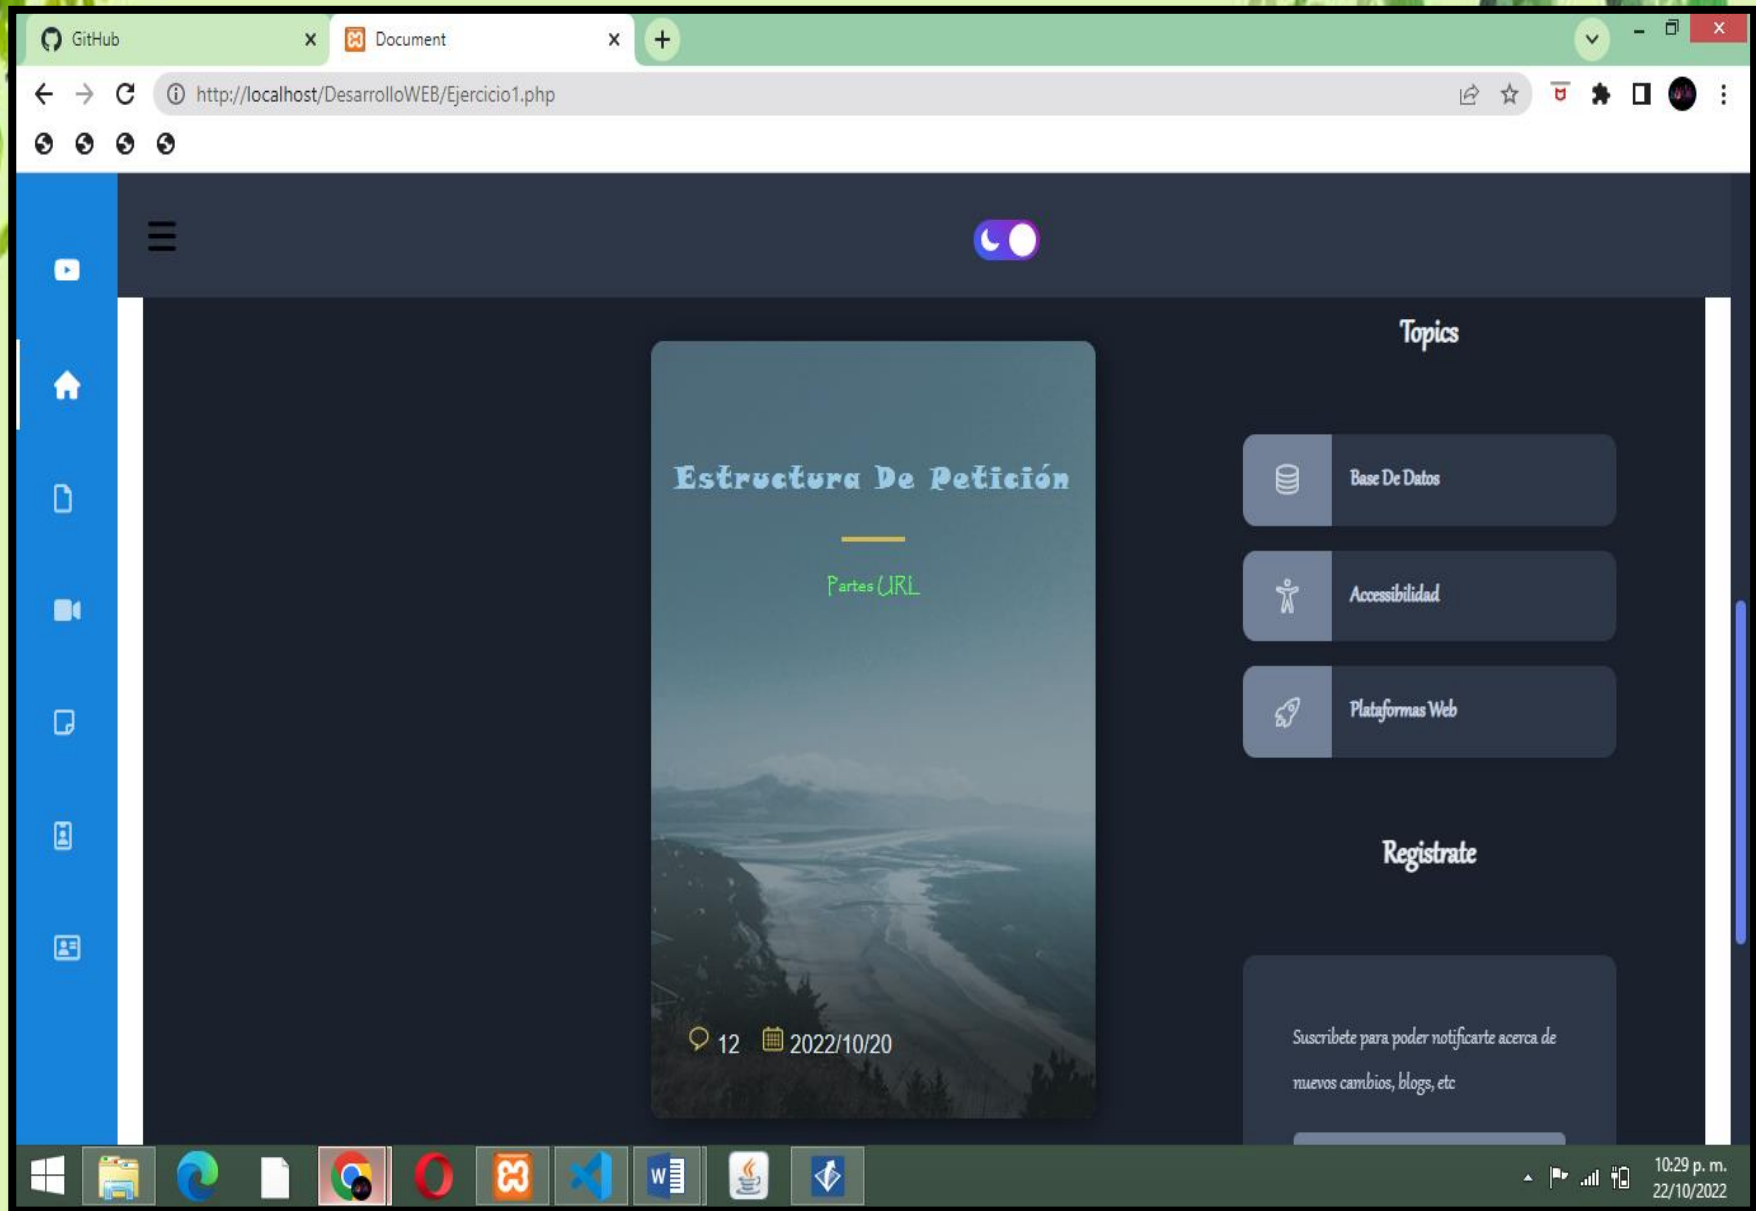 GitHub
Document
http://localhost/DesarrolloWEB/Ejercicio1.php
Topics
Estructura De Petición
Partes URL
Base De Datos
Accessibilidad
Plataformas Web
Registrate
Suscribete para poder notificarte acerca de
nuevos cambios, blogs, etc
12 2022/10/20
10:29 p. m.
22/10/2022